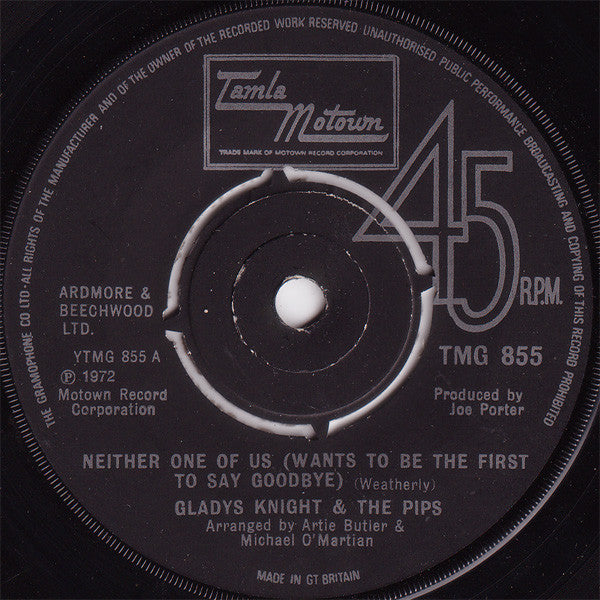 THE GRAMOPHONE CO LTD·ALL RIGHTS OF THE MANUFACTURER AND OF THE OWNER OF THE RECORDED WORK RESERVED UNAUTHORISED PUBLIC PERFORMANCE BROADCASTING AND COPYING OF THIS RECORD PROHIBITED
Tamla
Motown
TRADE MARK OF MOTOWN RECORD CORPORATION
45
R.P.M.
ARDMORE &
BEECHWOOD
LTD.
YTMG 855 A
℗ 1972
Motown Record
Corporation
TMG 855
Produced by
Joe Porter
NEITHER ONE OF US (WANTS TO BE THE FIRST
TO SAY GOODBYE) (Weatherly)
GLADYS KNIGHT & THE PIPS
Arranged by Artie Butier &
Michael O'Martian
MADE IN GT BRITAIN